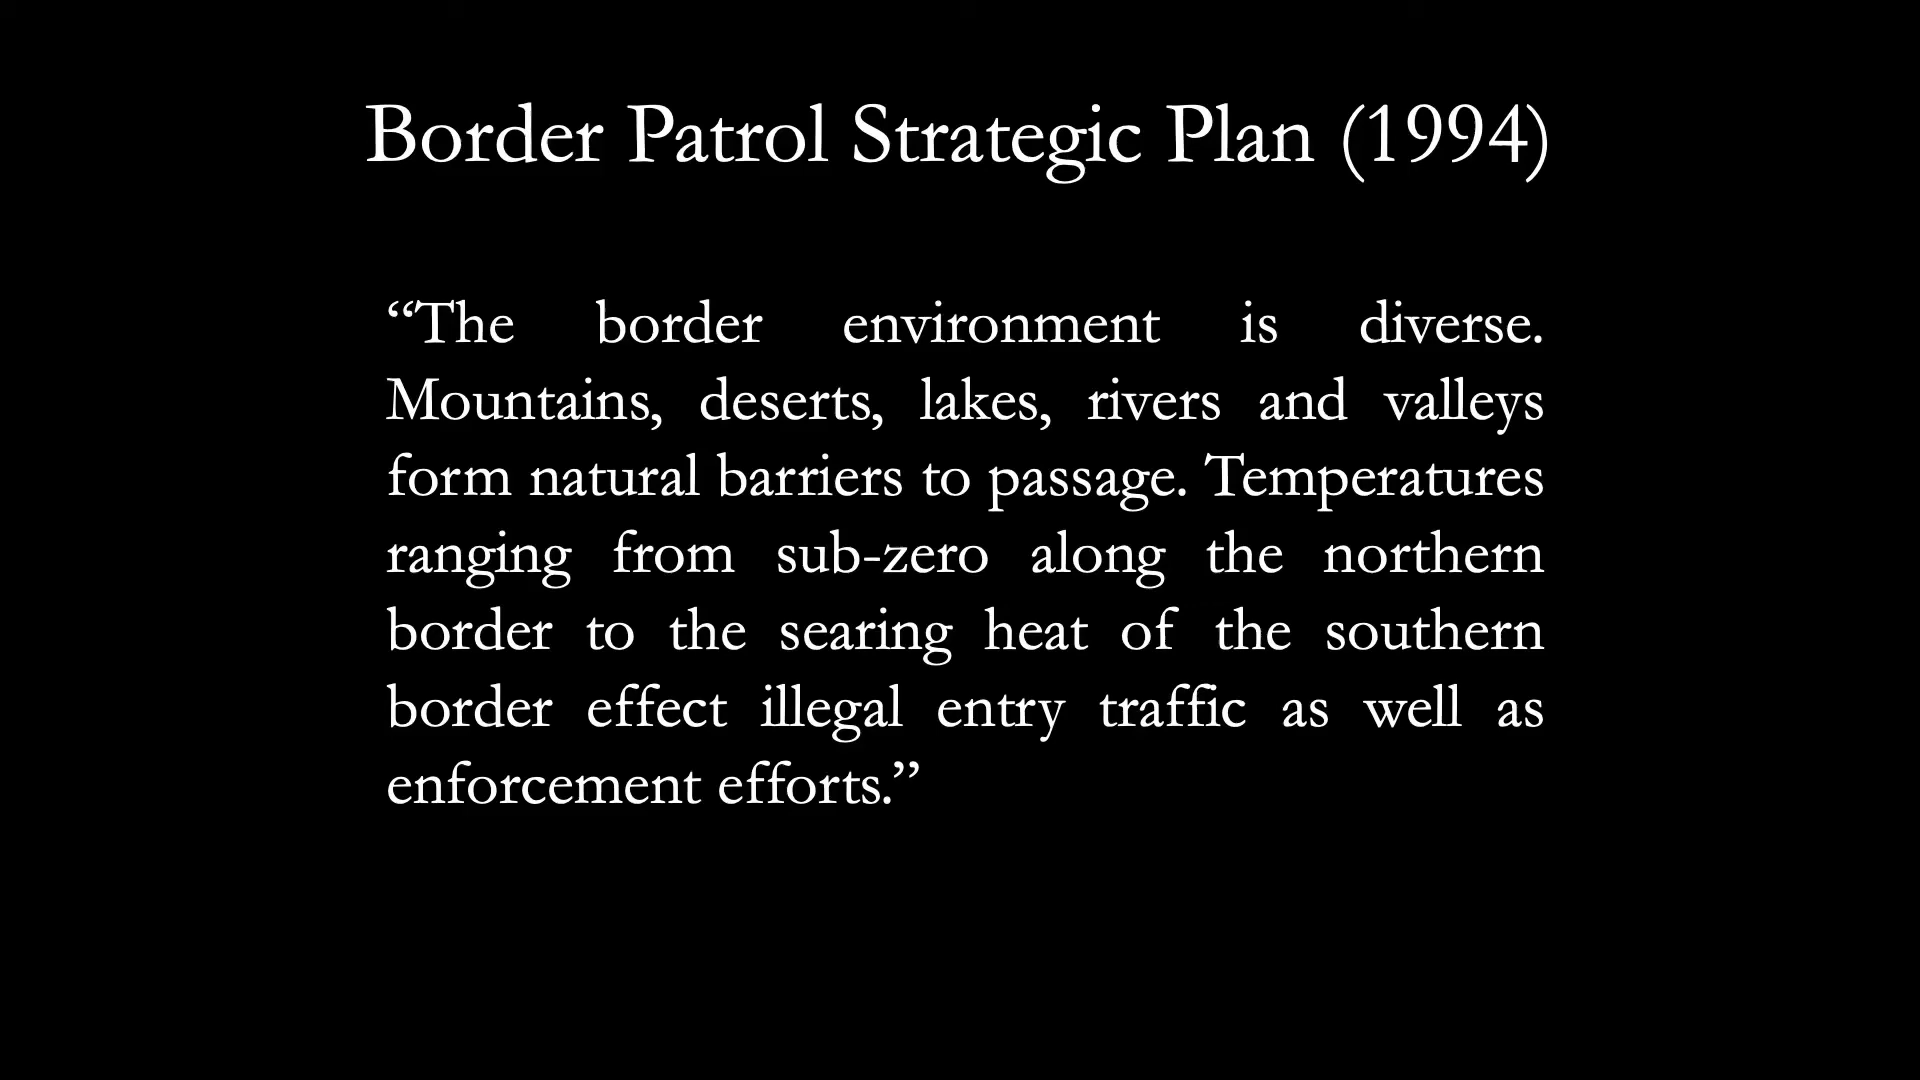 Border Patrol Strategic Plan (1994)
“The border environment is diverse.
Mountains, deserts, lakes, rivers and valleys
form natural barriers to passage. Temperatures
ranging from sub-zero along the northern
border to the searing heat of the southern
border effect illegal entry traffic as well as
enforcement efforts.”